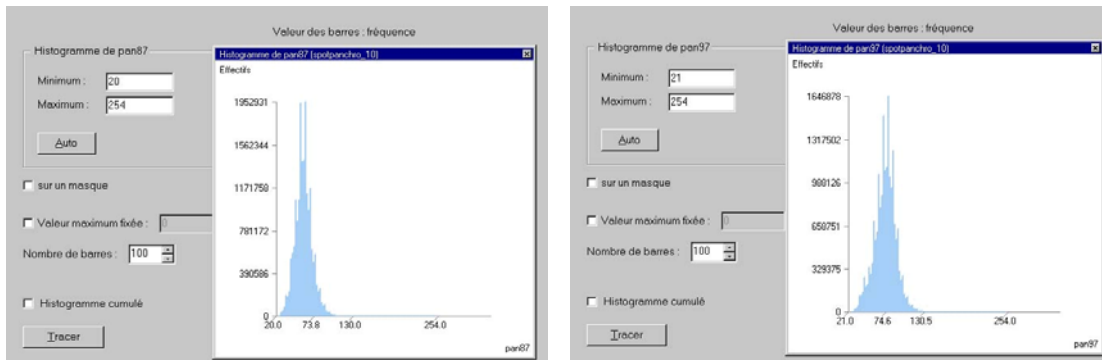 Valeur des barres : fréquence
Histogramme de pan87
Minimum : 20
Maximum : 254
Auto
sur un masque
Valeur maximum fixée : 0
Nombre de barres : 100
Histogramme cumulé
Tracer
Histogramme de pan87 (spotpanchro_10)
Effectifs
1952931
1562344
1171758
781172
390586
0
20.0 73.8 130.0 254.0
pan87
Valeur des barres : fréquence
Histogramme de pan97
Minimum : 21
Maximum : 254
Auto
sur un masque
Valeur maximum fixée : 0
Nombre de barres : 100
Histogramme cumulé
Tracer
Histogramme de pan97 (spotpanchro_10)
Effectifs
1646878
1317502
988126
658751
329375
0
21.0 74.6 130.5 254.0
pan97